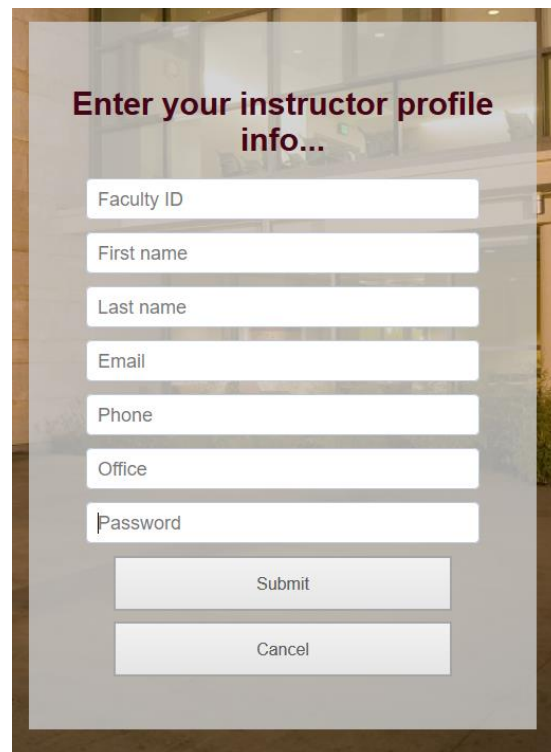 Enter your instructor profile
info...
Faculty ID
First name
Last name
Email
Phone
Office
Password
Submit
Cancel